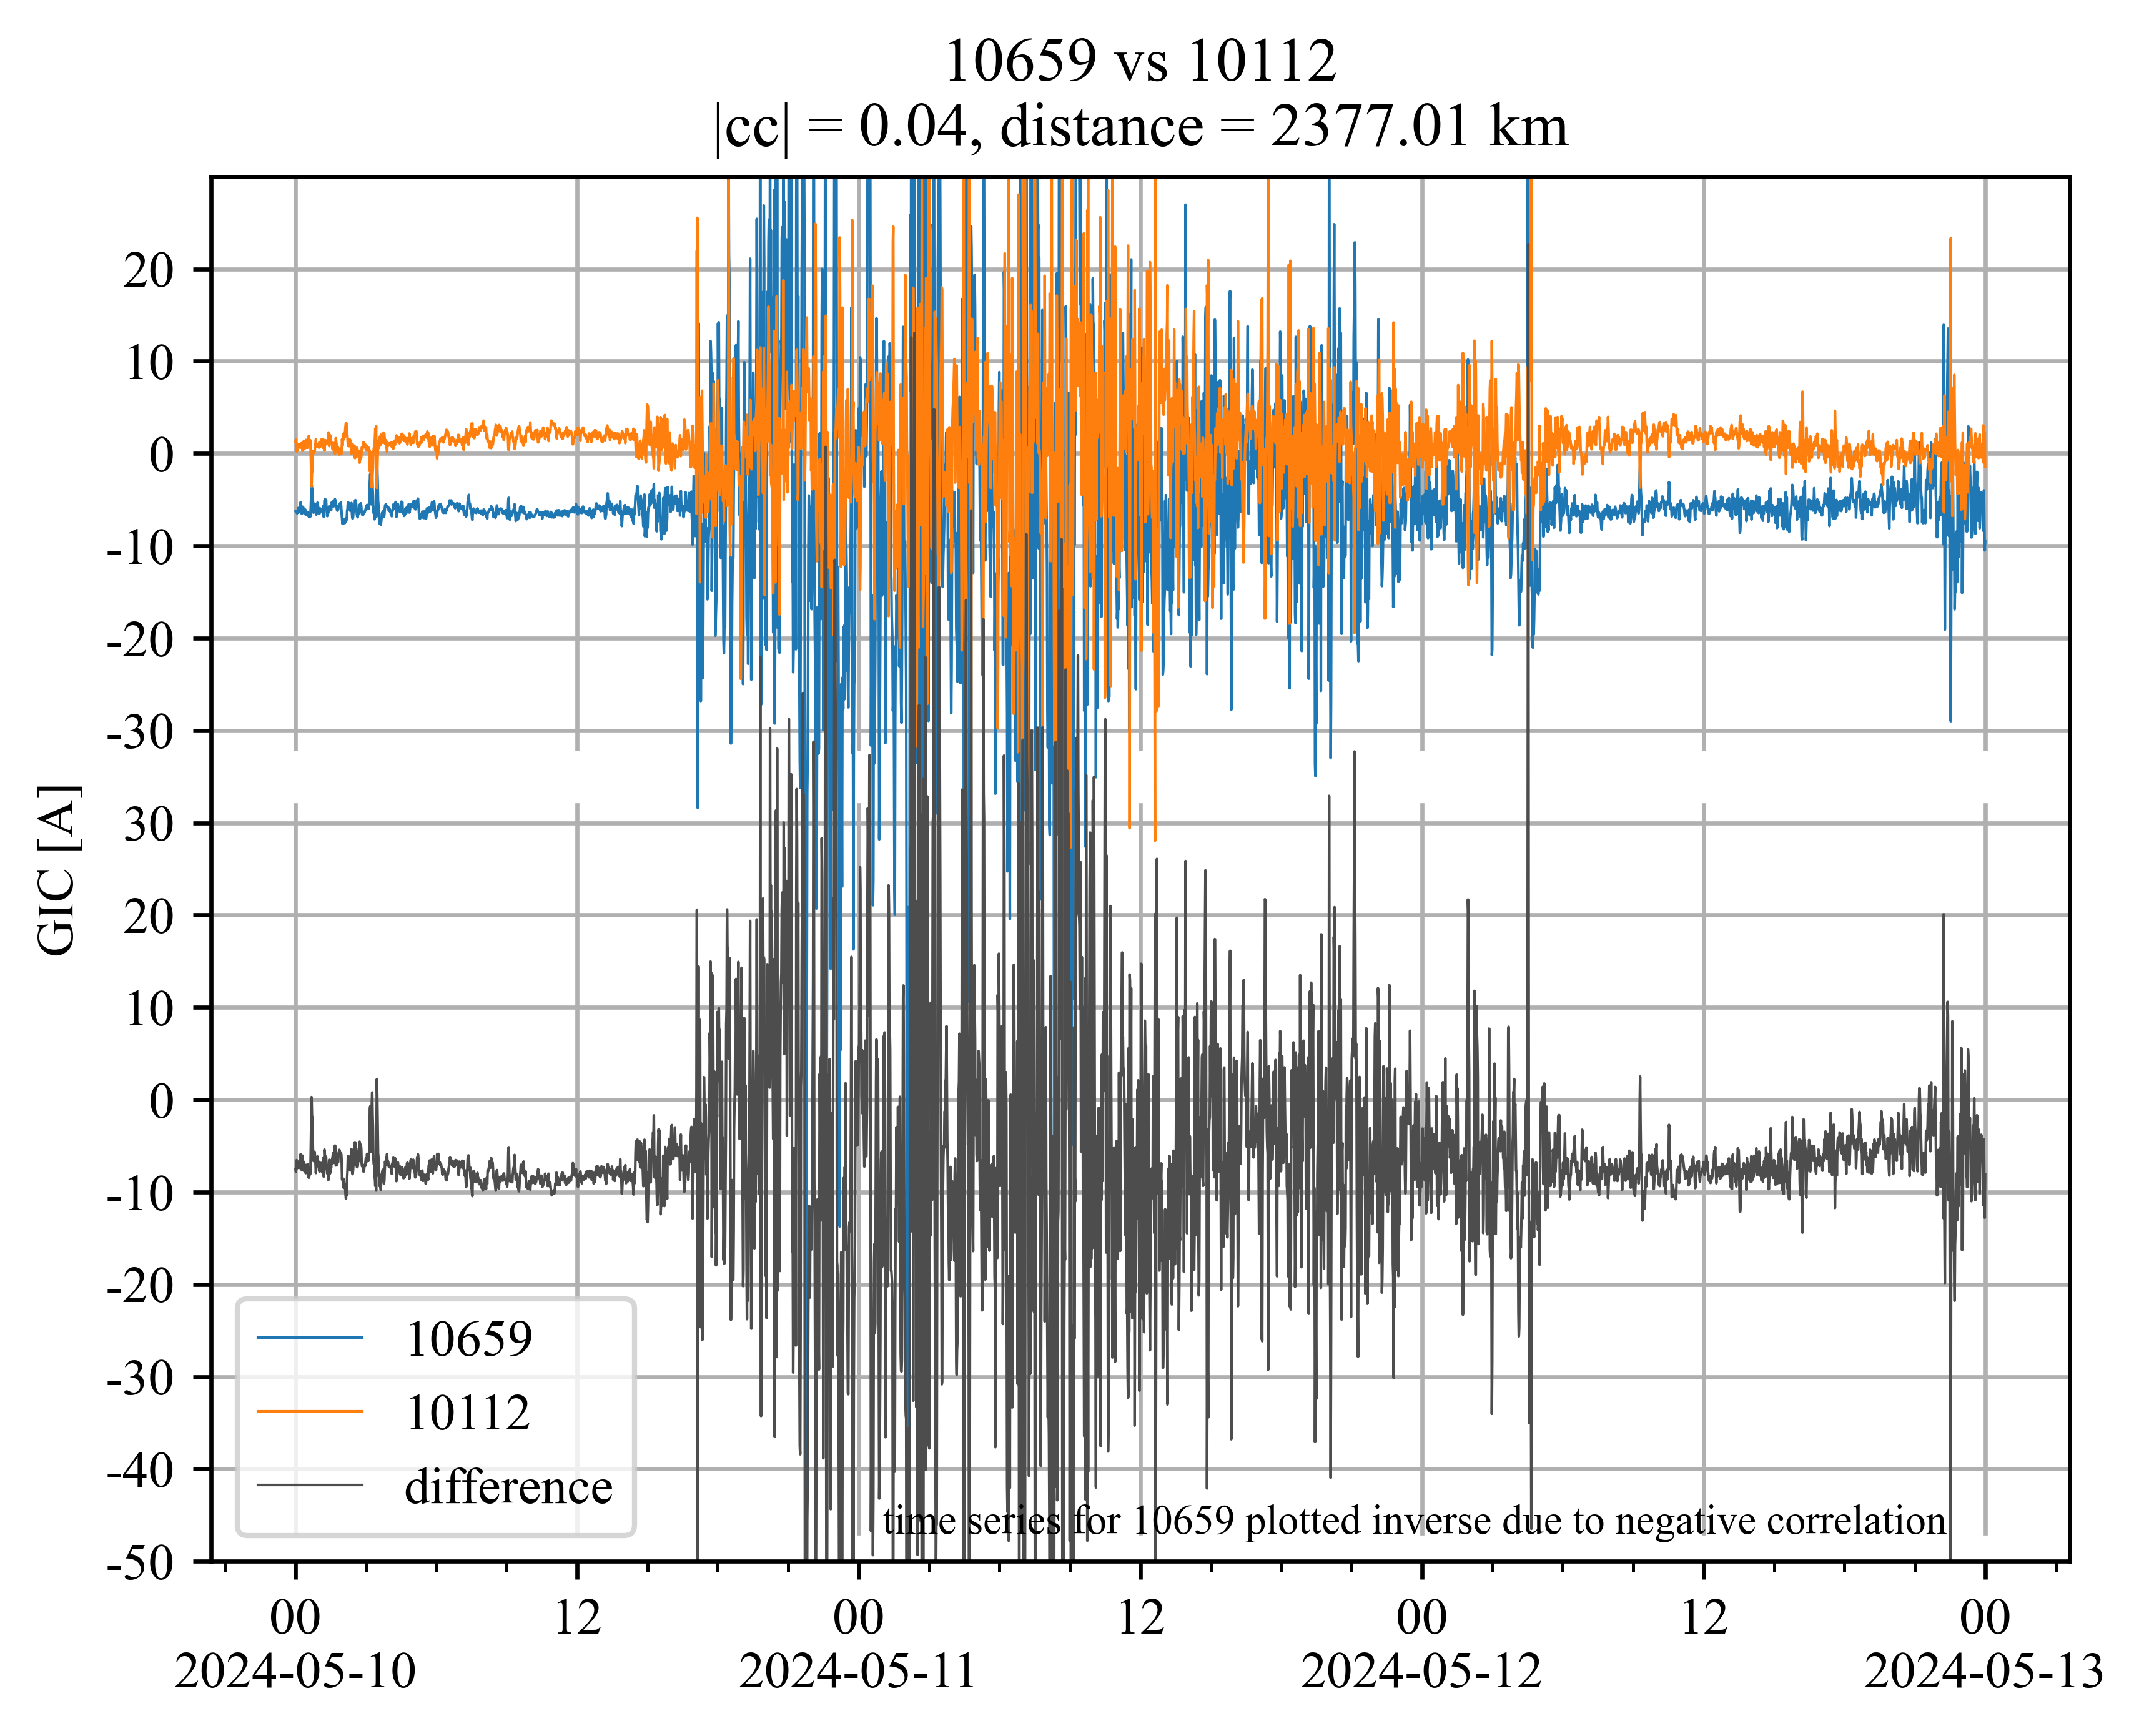 10659 vs 10112
|cc| = 0.04, distance = 2377.01 km
GIC [A]
20
10
0
-10
-20
-30
30
20
10
0
-10
-20
-30
-40
-50
10659
10112
difference
time series for 10659 plotted inverse due to negative correlation
00 12 00 12 00 12 00
2024-05-10 2024-05-11 2024-05-12 2024-05-13